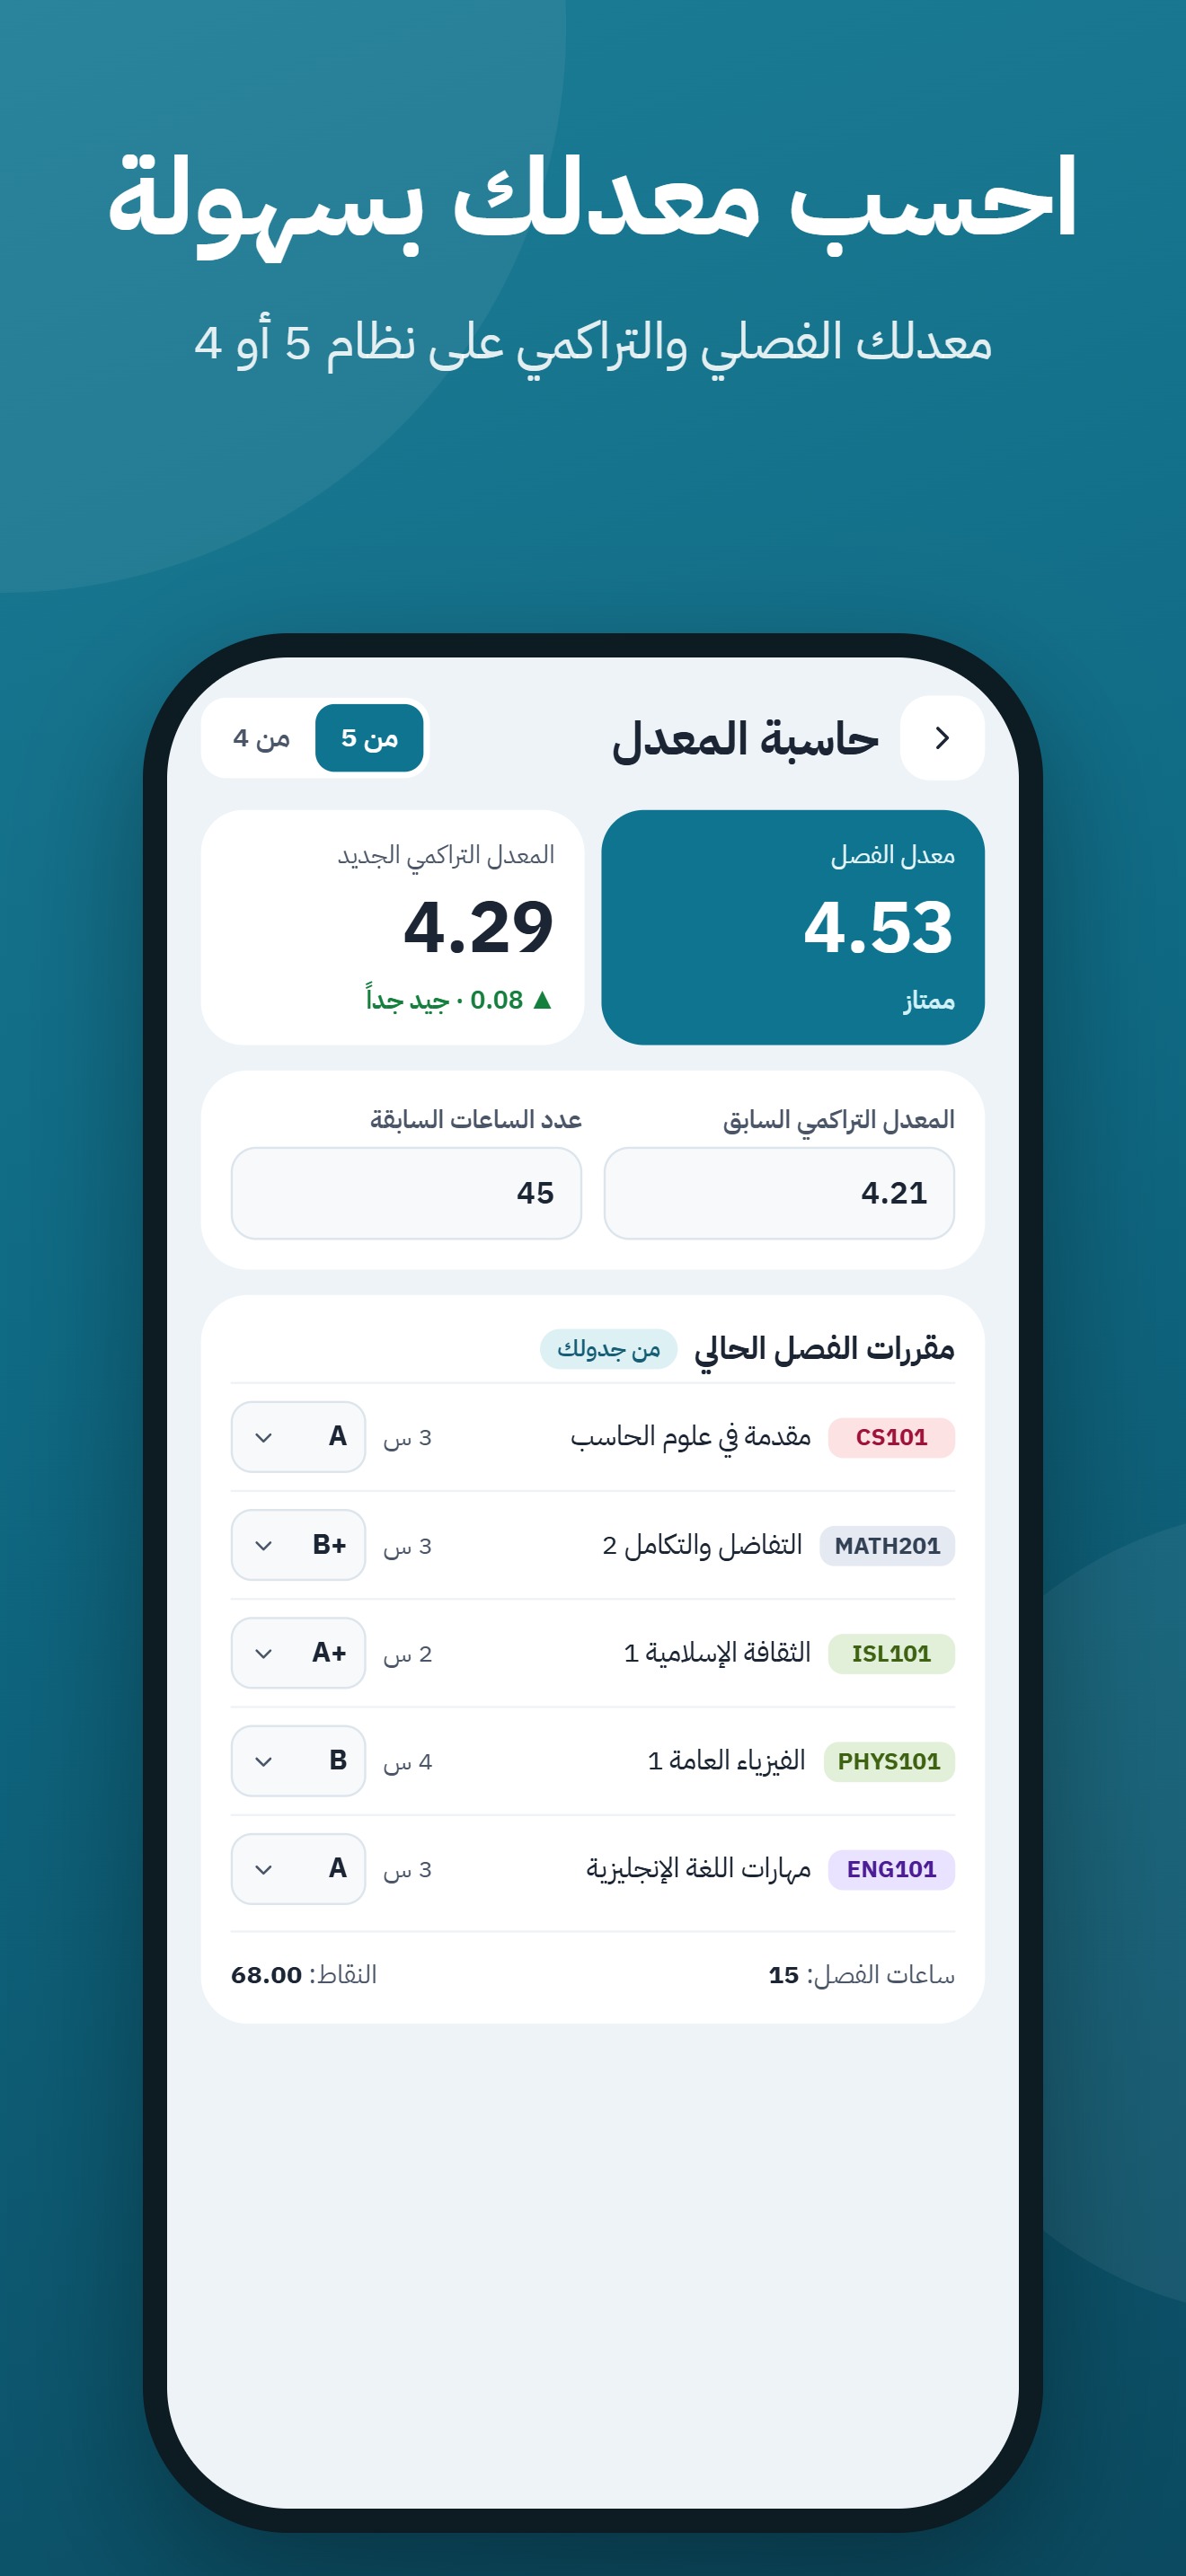 احسب معدلك بسهولة
معدلك الفصلي والتراكمي على نظام 5 أو 4
حاسبة المعدل
من 5
من 4
معدل الفصل
4.53
ممتاز
المعدل التراكمي الجديد
4.29
▲ 0.08 · جيد جداً
المعدل التراكمي السابق
4.21
عدد الساعات السابقة
45
مقررات الفصل الحالي من جدولك
CS101 مقدمة في علوم الحاسب 3 س A
MATH201 التفاضل والتكامل 2 3 س B+
ISL101 الثقافة الإسلامية 1 2 س A+
PHYS101 الفيزياء العامة 1 4 س B
ENG101 مهارات اللغة الإنجليزية 3 س A
ساعات الفصل: 15 النقاط: 68.00